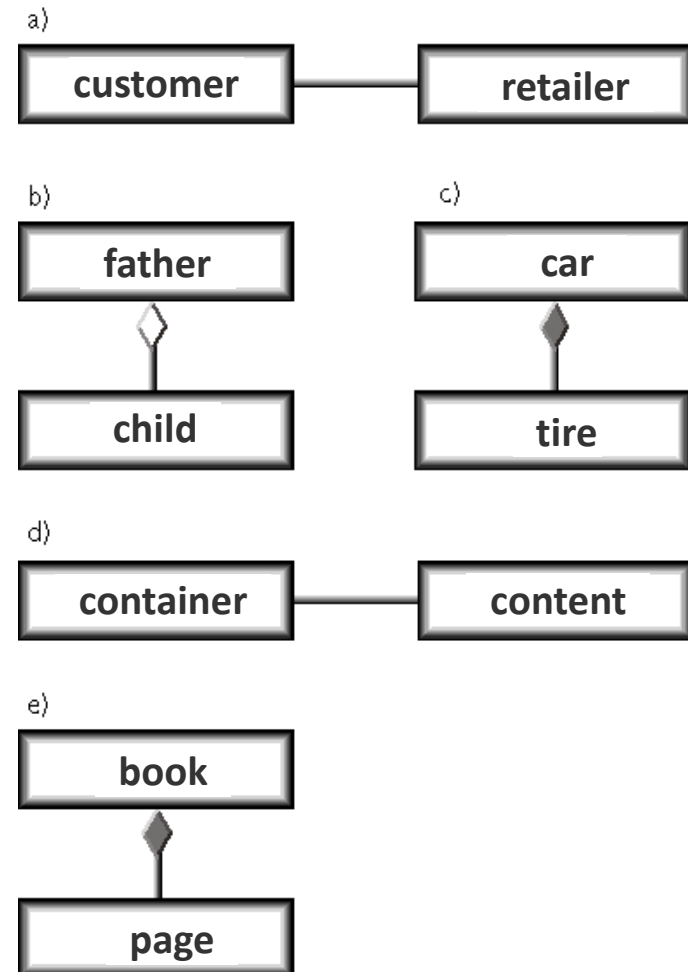 a)
customer retailer
b) c)
father car
child tire
d)
container content
e)
book
page